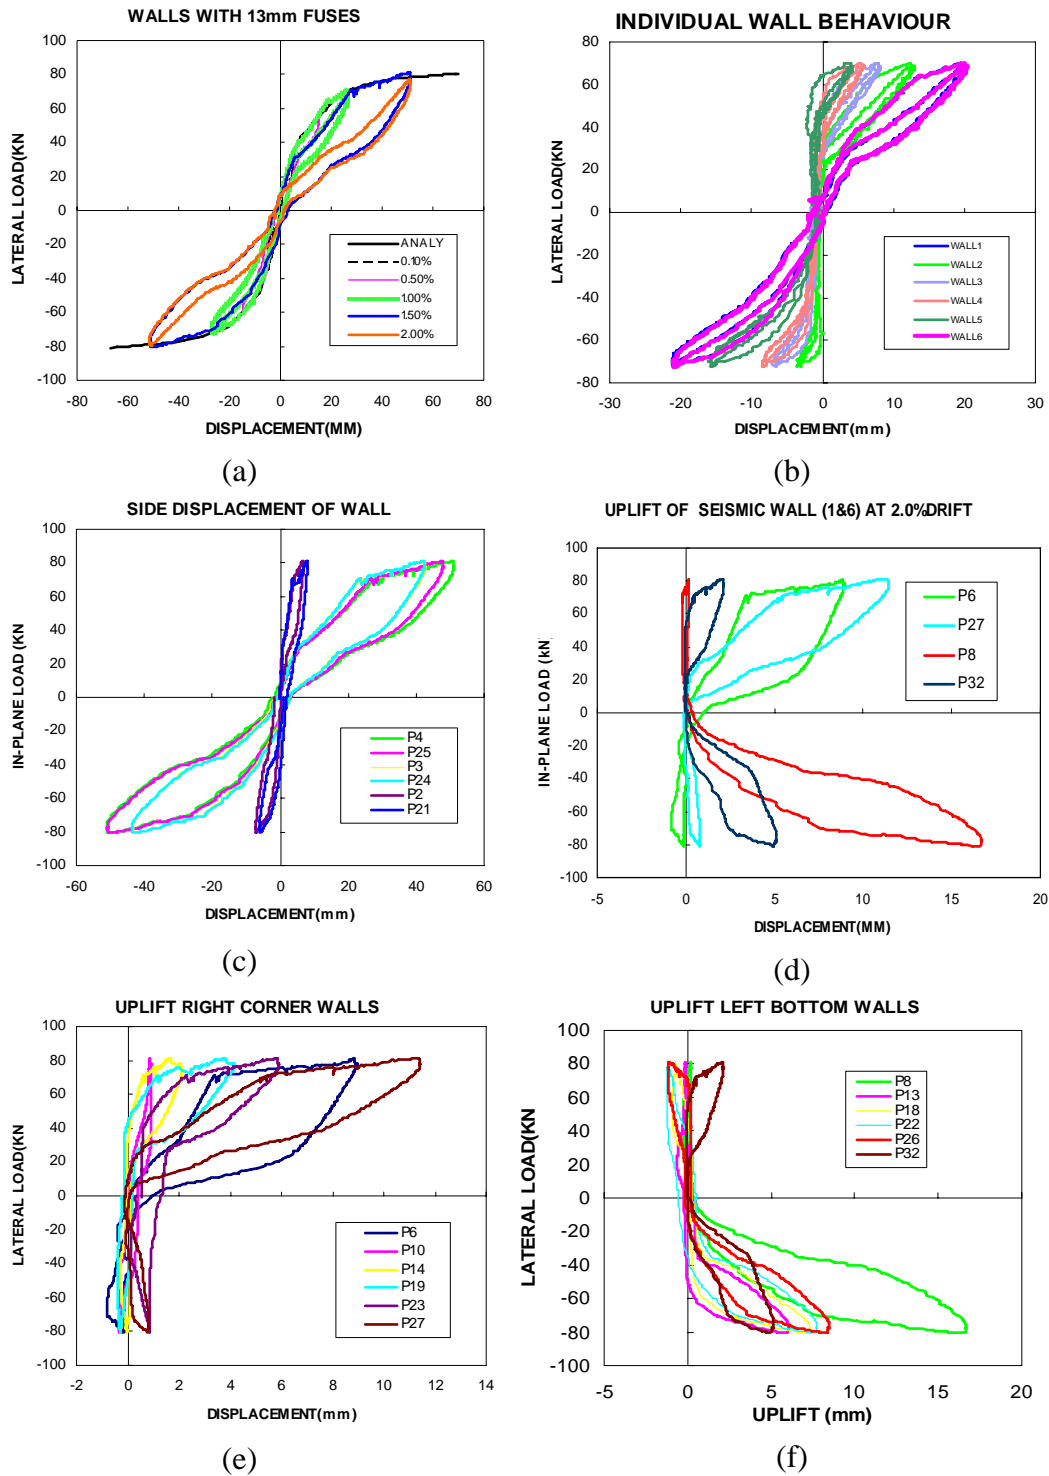 WALLS WITH 13mm FUSES
LATERAL LOAD(KN
100
80
60
40
20
0
-20
-40
-60
-80
-100
-80 -60 -40 -20 0 20 40 60 80
DISPLACEMENT(MM)
ANALY
0.10%
0.50%
1.00%
1.50%
2.00%
(a)
INDIVIDUAL WALL BEHAVIOUR
LATERAL LOAD(KN
80
60
40
20
0
-20
-40
-60
-80
-30 -20 -10 0 10 20 30
DISPLACEMENT(mm)
WALL1
WALL2
WALL3
WALL4
WALL5
WALL6
(b)
SIDE DISPLACEMENT OF WALL
IN-PLANE LOAD (KN
100
80
60
40
20
0
-20
-40
-60
-80
-100
-60 -40 -20 0 20 40 60
DISPLACEMENT(mm)
P4
P25
P3
P24
P2
P21
(c)
UPLIFT OF SEISMIC WALL (1&6) AT 2.0%DRIFT
IN-PLANE LOAD (kN
100
80
60
40
20
0
-20
-40
-60
-80
-100
-5 0 5 10 15 20
DISPLACEMENT(MM)
P6
P27
P8
P32
(d)
UPLIFT RIGHT CORNER WALLS
LATERAL LOAD(KN
100
80
60
40
20
0
-20
-40
-60
-80
-100
-2 0 2 4 6 8 10 12 14
DISPLACEMENT(mm)
P6
P10
P14
P19
P23
P27
(e)
UPLIFT LEFT BOTTOM WALLS
LATERAL LOAD(KN
100
80
60
40
20
0
-20
-40
-60
-80
-100
-5 0 5 10 15 20
UPLIFT (mm)
P8
P13
P18
P22
P26
P32
(f)